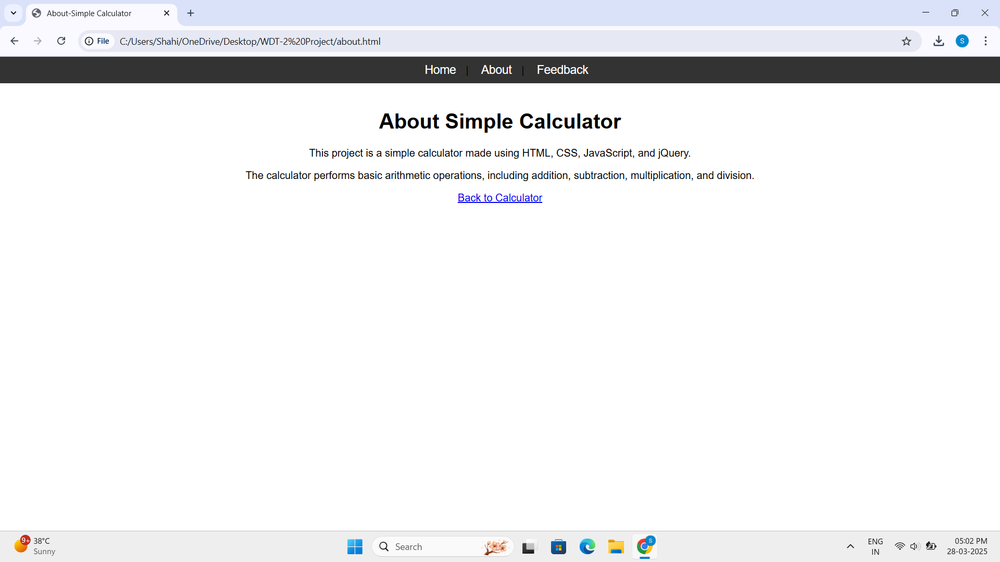 About-Simple Calculator
File C:/Users/Shahi/OneDrive/Desktop/WDT-2%20Project/about.html
S
Home | About | Feedback
About Simple Calculator
This project is a simple calculator made using HTML, CSS, JavaScript, and jQuery.
The calculator performs basic arithmetic operations, including addition, subtraction, multiplication, and division.
Back to Calculator
9+
38°C
Sunny
Search
S
ENG
IN
05:02 PM
28-03-2025